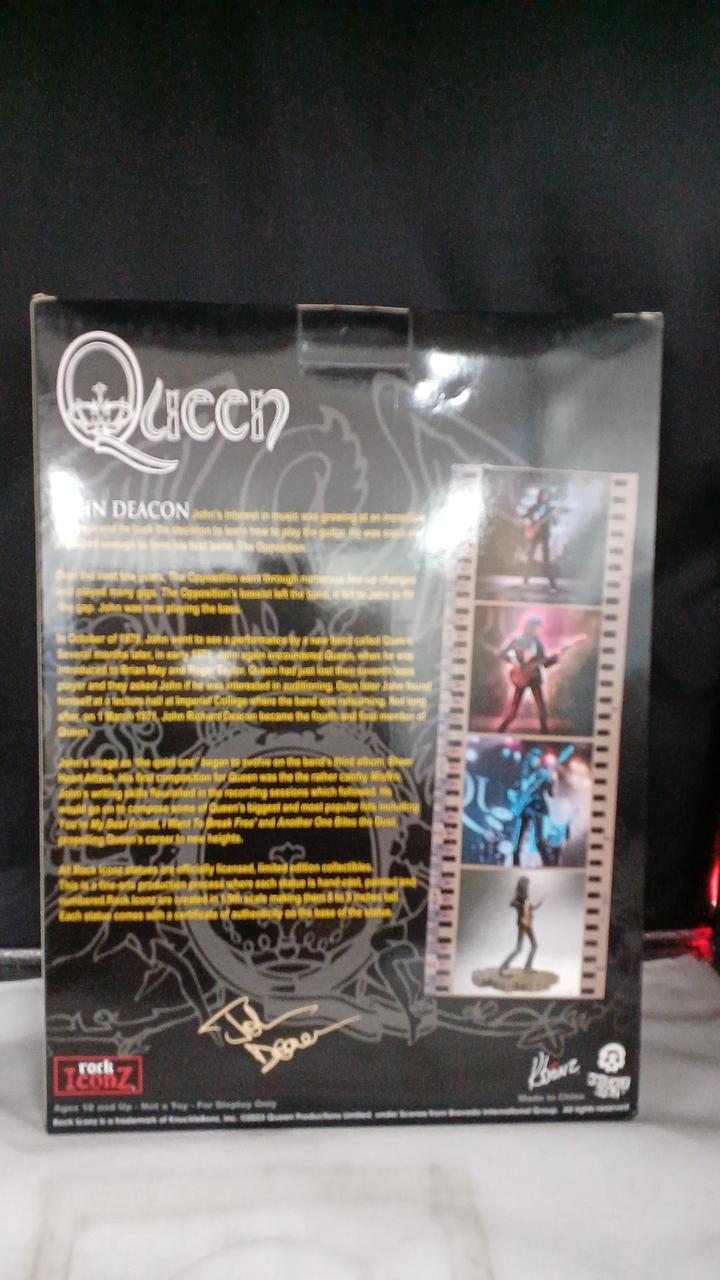 Queen
JOHN DEACON John's interest in music was growing at an incredible
and he took the decision to learn how to play the guitar. He was soon
enough to form his first band, The Opposition.
Over the next few years, The Opposition went through numerous line-up changes
and played many gigs. The Opposition's bassist left the band, it fell to John to fill
the gap. John was now playing the bass.
In October of 1970, John went to see a performance by a new band called Queen.
Several months later, in early 1971, John again encountered Queen, when he was
introduced to Brian May and Roger Taylor. Queen had just lost their seventh bass
player and they asked John if he was interested in auditioning. Days later John found
himself at a lecture hall at Imperial College where the band was rehearsing. Not long
after, on 1 March 1971, John Richard Deacon became the fourth and final member of
Queen.
John's image as "the quiet one" began to evolve on the band's third album, Sheer
Heart Attack. His first composition for Queen was the the rather candy, Misfire.
John's writing skills flourished in the recording sessions which followed. He
would go on to compose some of Queen's biggest and most popular hits, including
'You're My Best Friend, I Want To Break Free' and Another One Bites the Dust,
propelling Queen's career to new heights.
All Rock Iconz statues are officially licensed, limited edition collectibles.
This is a fine-arts production process where each statue is hand-cast, painted and
numbered. Rock Iconz are created in 1/9th scale making them 8 to 9 inches tall.
Each statue comes with a certificate of authenticity on the base of the statue.
John Deacon
rock
IconZ
Ages 18 and Up - Not a Toy - For Display Only
Made in China
Rock Iconz is a trademark of KnuckleBonz, Inc. ©2023 Queen Productions Limited, under license from Bravado International Group. All rights reserved